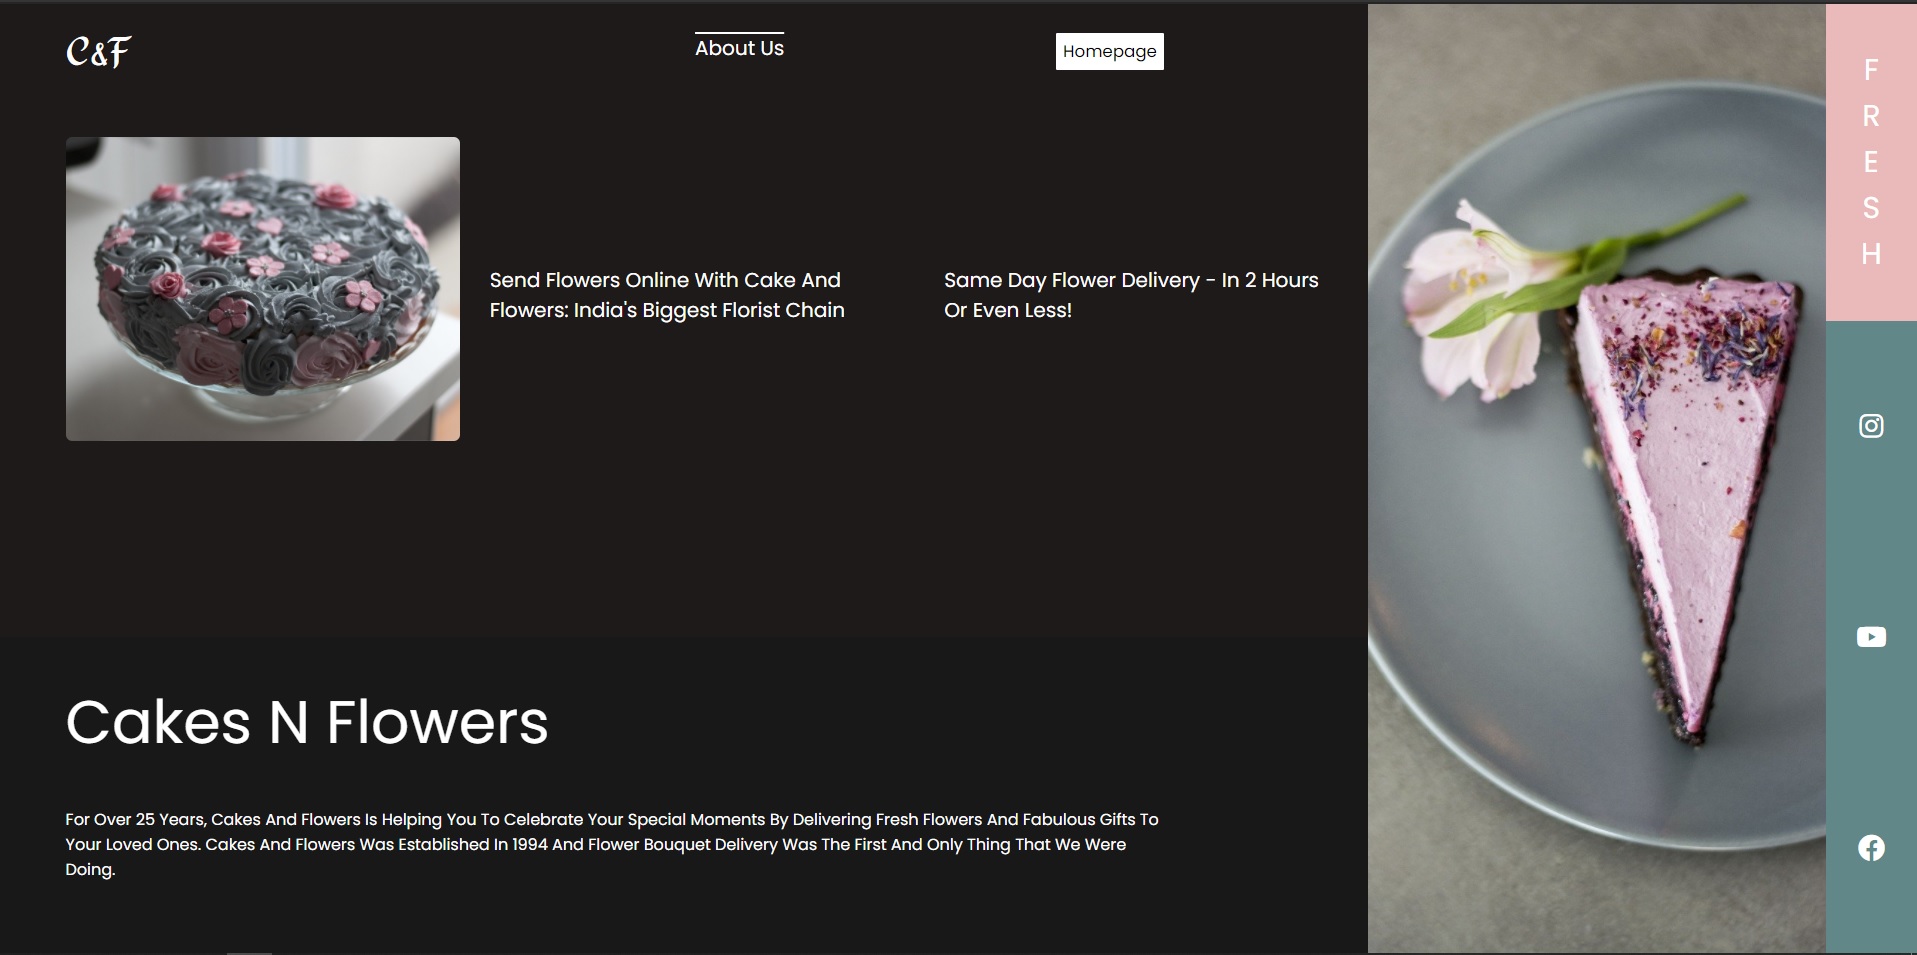 C&F
About Us
Homepage
Send Flowers Online With Cake And
Flowers: India's Biggest Florist Chain
Same Day Flower Delivery - In 2 Hours
Or Even Less!
Cakes N Flowers
For Over 25 Years, Cakes And Flowers Is Helping You To Celebrate Your Special Moments By Delivering Fresh Flowers And Fabulous Gifts To
Your Loved Ones. Cakes And Flowers Was Established In 1994 And Flower Bouquet Delivery Was The First And Only Thing That We Were
Doing.
F
R
E
S
H